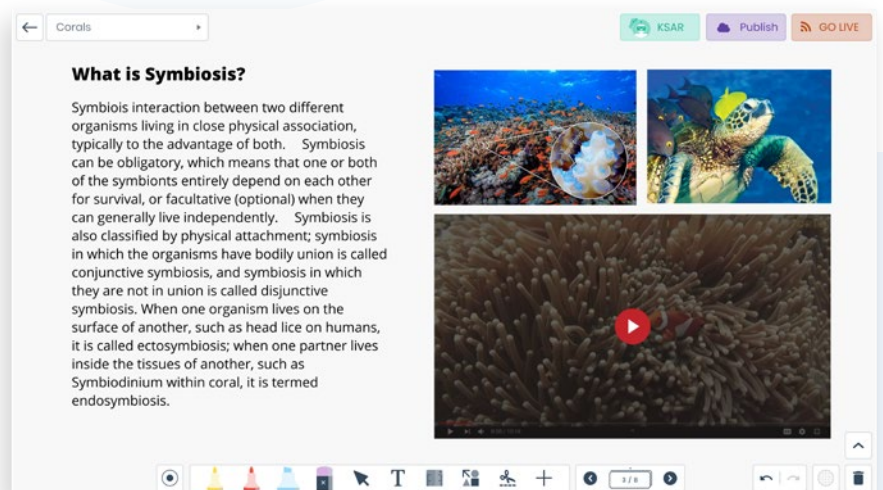 Corals
KSAR
Publish
GO LIVE
What is Symbiosis?
Symbiois interaction between two different
organisms living in close physical association,
typically to the advantage of both. Symbiosis
can be obligatory, which means that one or both
of the symbionts entirely depend on each other
for survival, or facultative (optional) when they
can generally live independently. Symbiosis is
also classified by physical attachment; symbiosis
in which the organisms have bodily union is called
conjunctive symbiosis, and symbiosis in which
they are not in union is called disjunctive
symbiosis. When one organism lives on the
surface of another, such as head lice on humans,
it is called ectosymbiosis; when one partner lives
inside the tissues of another, such as
Symbiodinium within coral, it is termed
endosymbiosis.
T